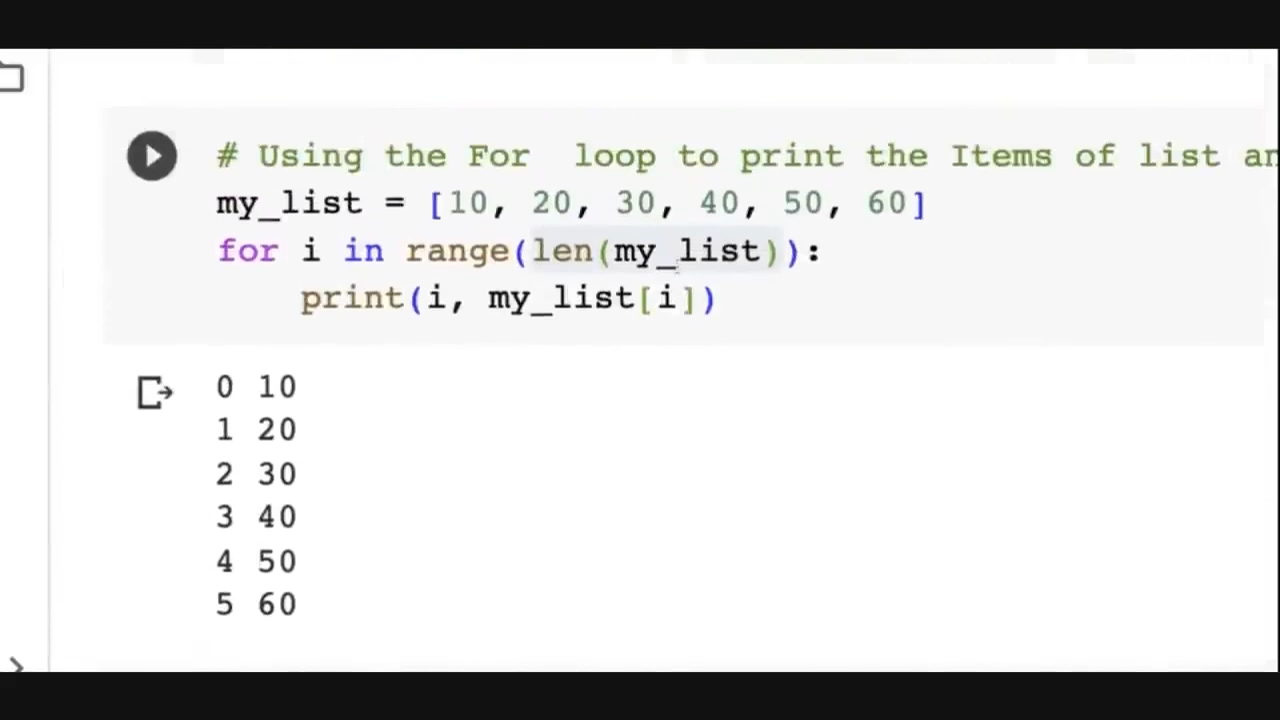 # Using the For  loop to print the Items of list
my_list = [10, 20, 30, 40, 50, 60]
for i in range(len(my_list)):
    print(i, my_list[i])
0 10
1 20
2 30
3 40
4 50
5 60